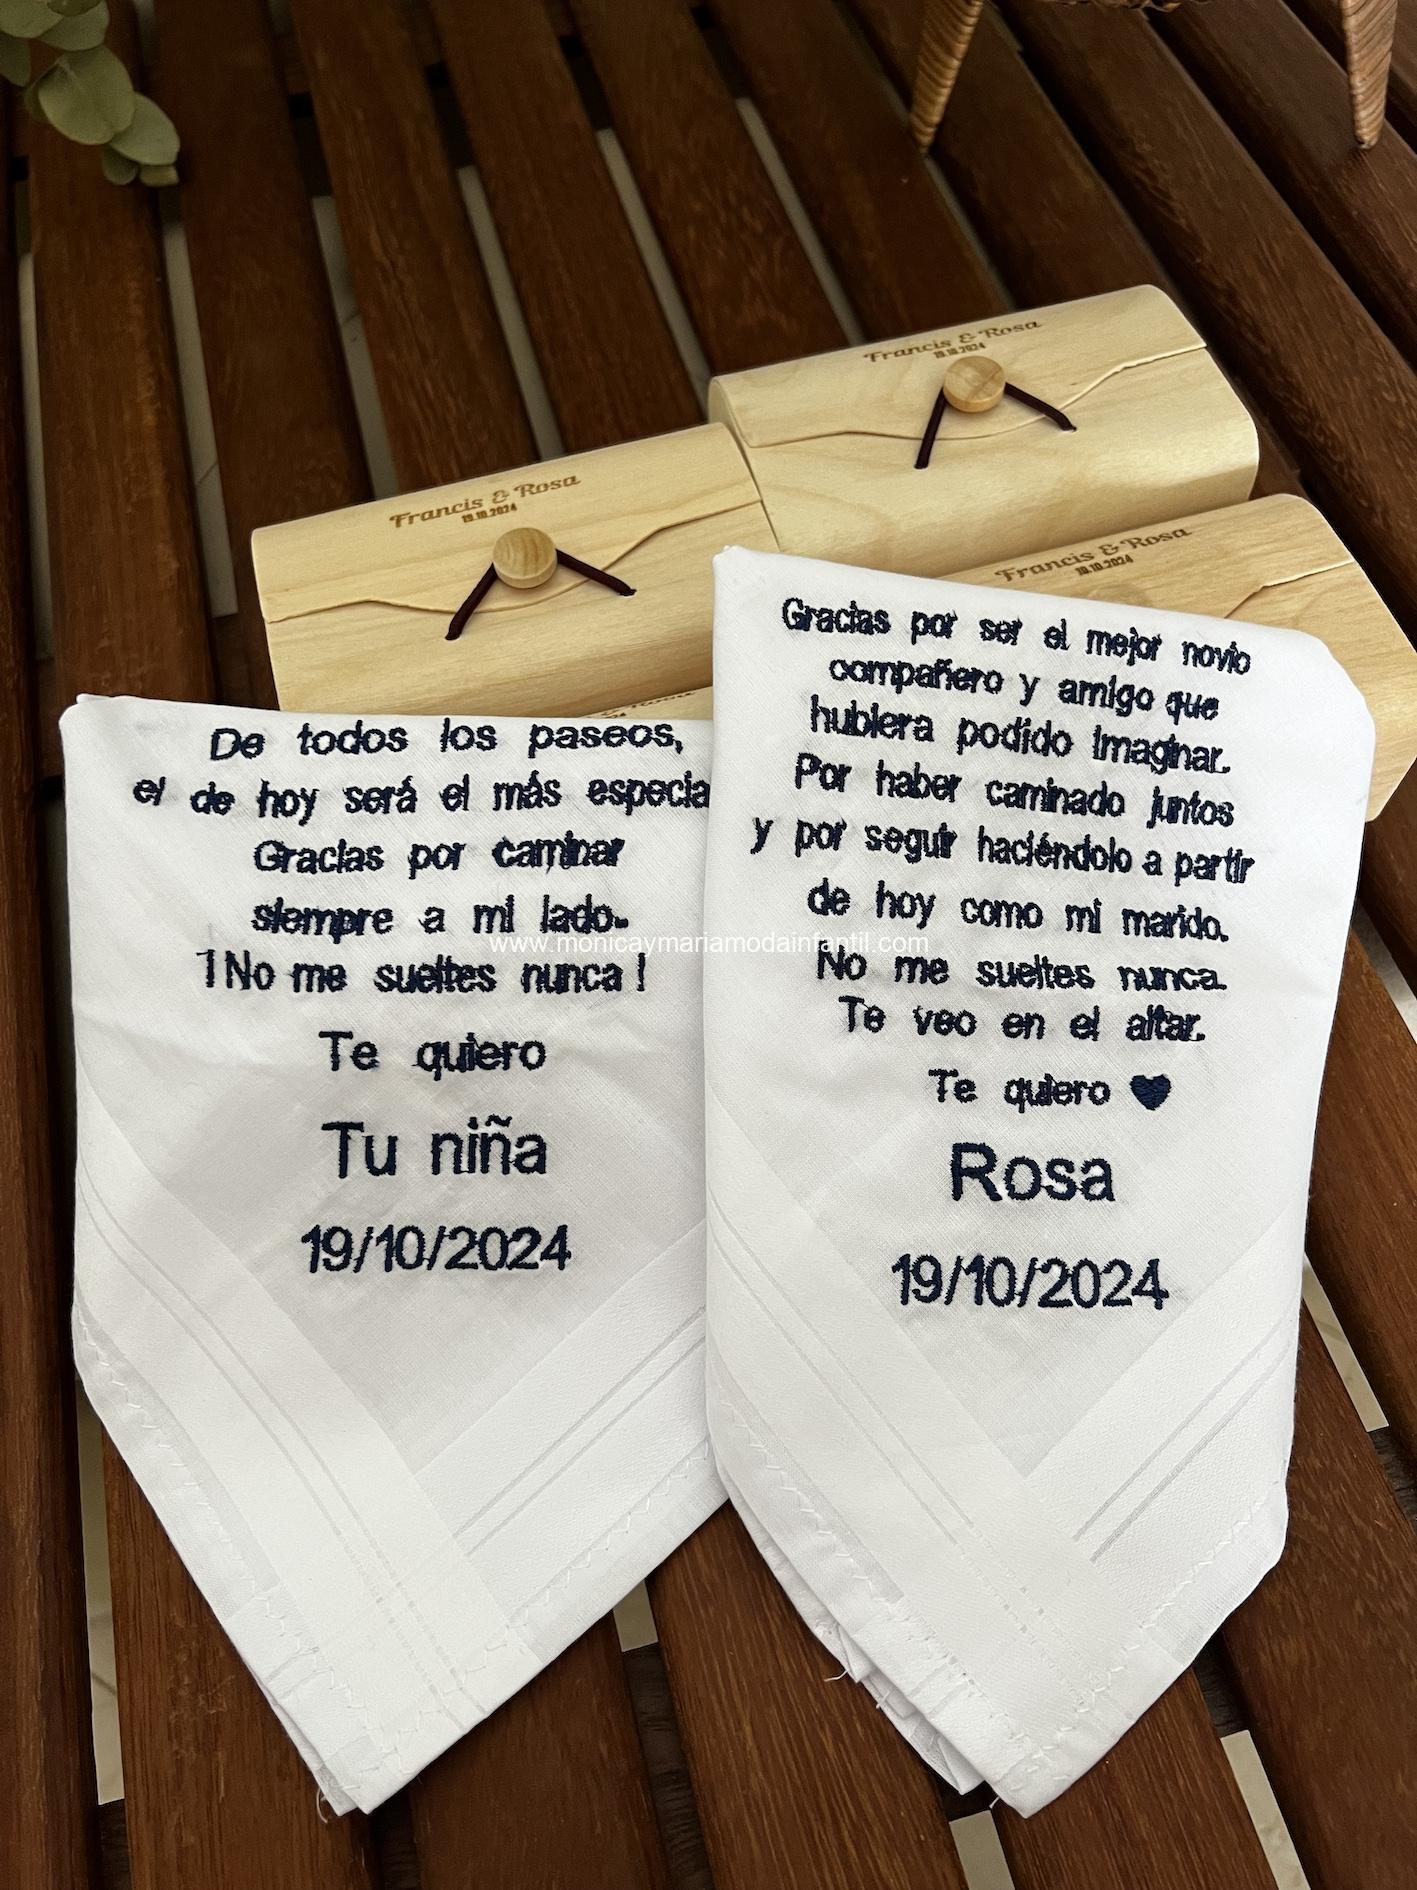 Francis & Rosa
19.10.2024
Francis & Rosa
19.10.2024
Francis & Rosa
19.10.2024
De todos los paseos,
el de hoy será el más especia
Gracias por caminar
siempre a mi lado.
¡No me sueltes nunca!
Te quiero
Tu niña
19/10/2024
Gracias por ser el mejor novio
compañero y amigo que
hubiera podido imaginar.
Por haber caminado juntos
y por seguir haciéndolo a partir
de hoy como mi marido.
No me sueltes nunca.
Te veo en el altar.
Te quiero
Rosa
19/10/2024
www.monicaymariamodainfantil.com